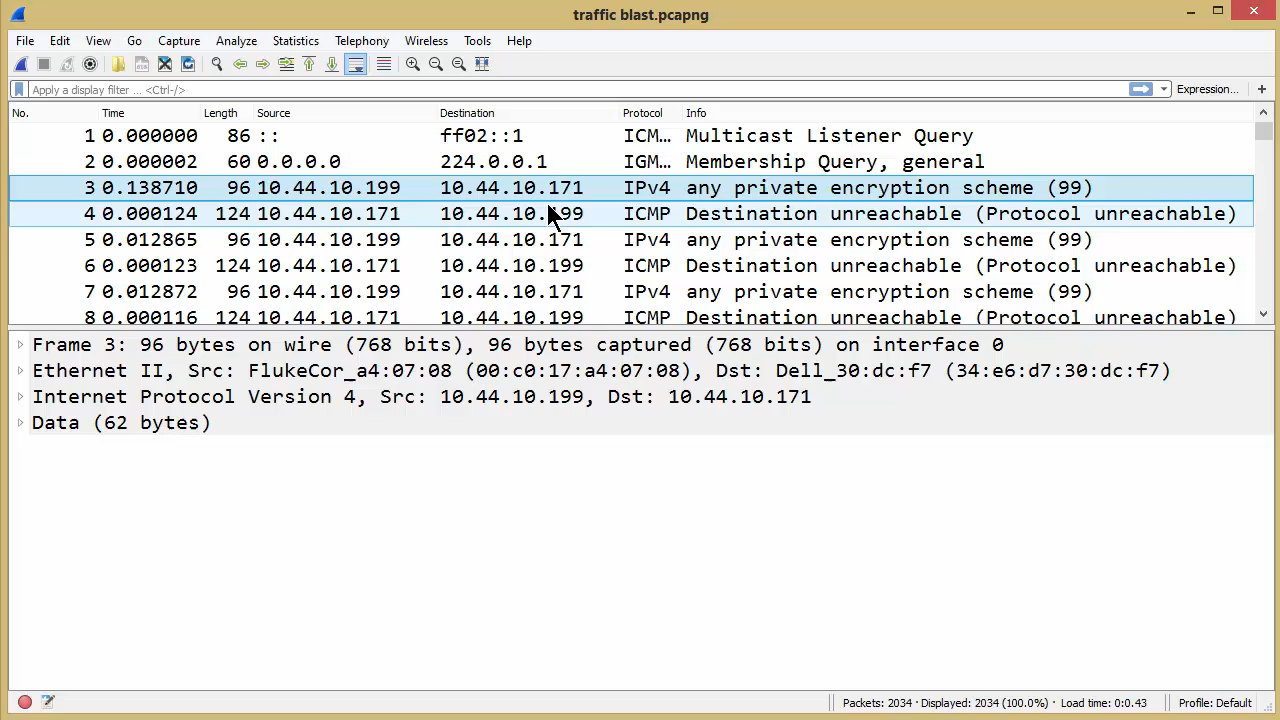 traffic blast.pcapng
File Edit View Go Capture Analyze Statistics Telephony Wireless Tools Help
Apply a display filter ... <Ctrl-/> Expression... +
No. Time Length Source Destination Protocol Info
1 0.000000 86 :: ff02::1 ICM... Multicast Listener Query
2 0.000002 60 0.0.0.0 224.0.0.1 IGM... Membership Query, general
3 0.138710 96 10.44.10.199 10.44.10.171 IPv4 any private encryption scheme (99)
4 0.000124 124 10.44.10.171 10.44.10.199 ICMP Destination unreachable (Protocol unreachable)
5 0.012865 96 10.44.10.199 10.44.10.171 IPv4 any private encryption scheme (99)
6 0.000123 124 10.44.10.171 10.44.10.199 ICMP Destination unreachable (Protocol unreachable)
7 0.012872 96 10.44.10.199 10.44.10.171 IPv4 any private encryption scheme (99)
8 0.000116 124 10.44.10.171 10.44.10.199 ICMP Destination unreachable (Protocol unreachable)
Frame 3: 96 bytes on wire (768 bits), 96 bytes captured (768 bits) on interface 0
Ethernet II, Src: FlukeCor_a4:07:08 (00:c0:17:a4:07:08), Dst: Dell_30:dc:f7 (34:e6:d7:30:dc:f7)
Internet Protocol Version 4, Src: 10.44.10.199, Dst: 10.44.10.171
Data (62 bytes)
Packets: 2034 · Displayed: 2034 (100.0%) · Load time: 0:0.43 Profile: Default